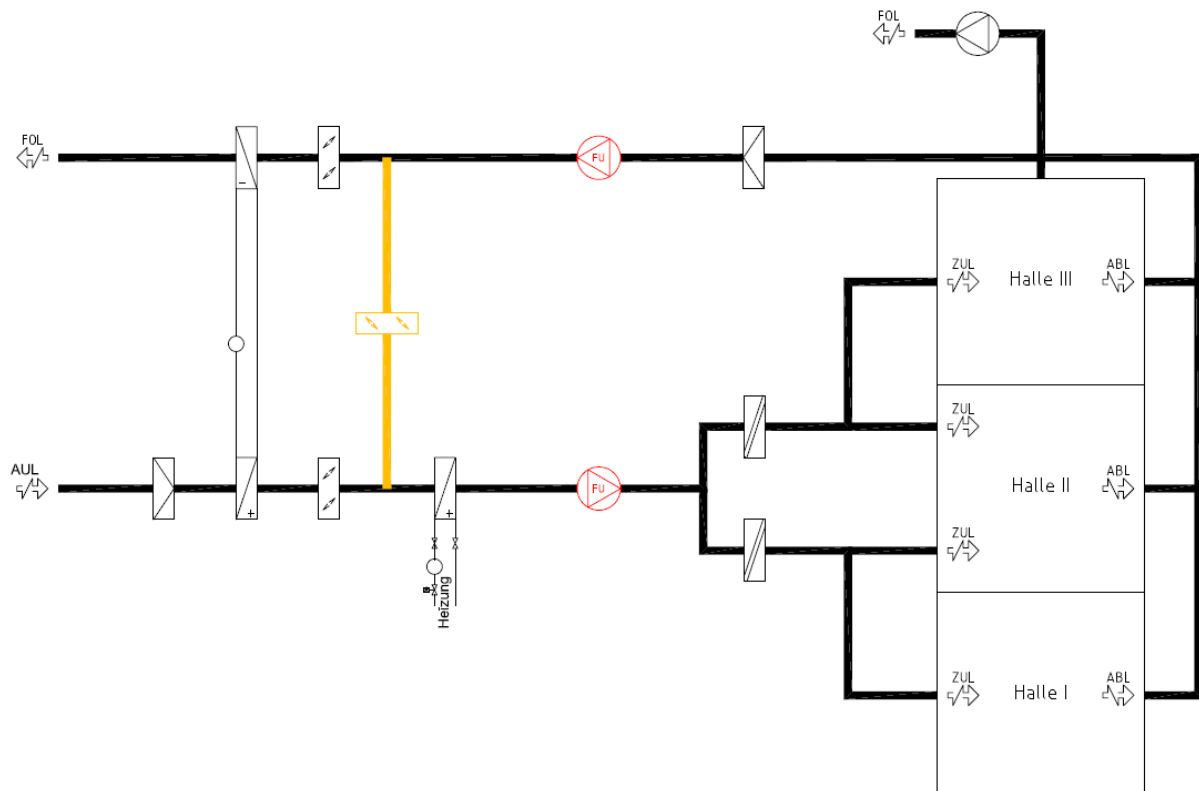 FOL
FOL
FU
ZUL
Halle III
ABL
ZUL
AUL
FU
Halle II
ABL
ZUL
Heizung
ZUL
Halle I
ABL